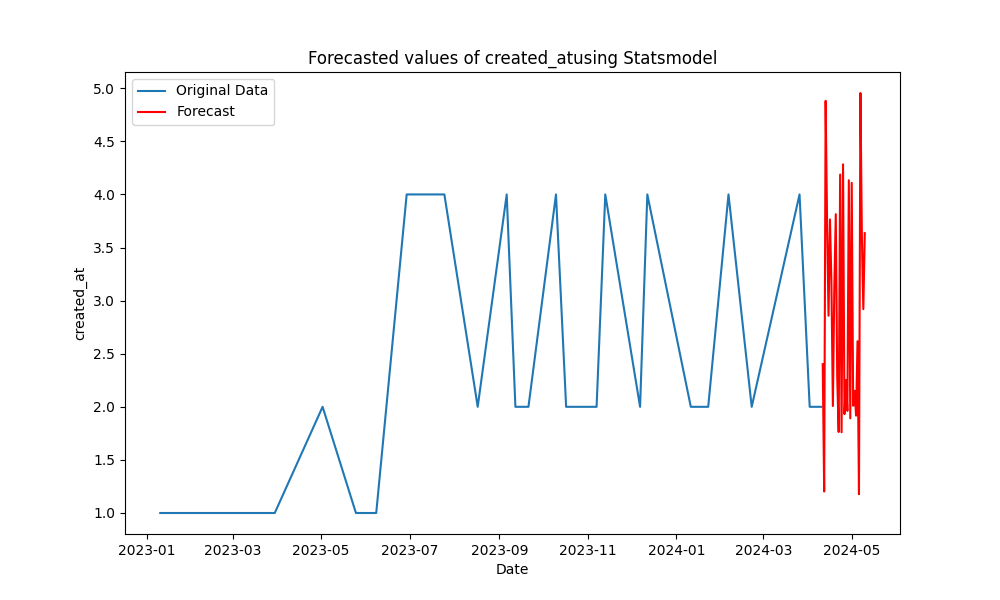 Forecasted values of created_atusing Statsmodel
Original Data
Forecast
5.0
4.5
4.0
3.5
3.0
2.5
2.0
1.5
1.0
created_at
2023-01 2023-03 2023-05 2023-07 2023-09 2023-11 2024-01 2024-03 2024-05
Date